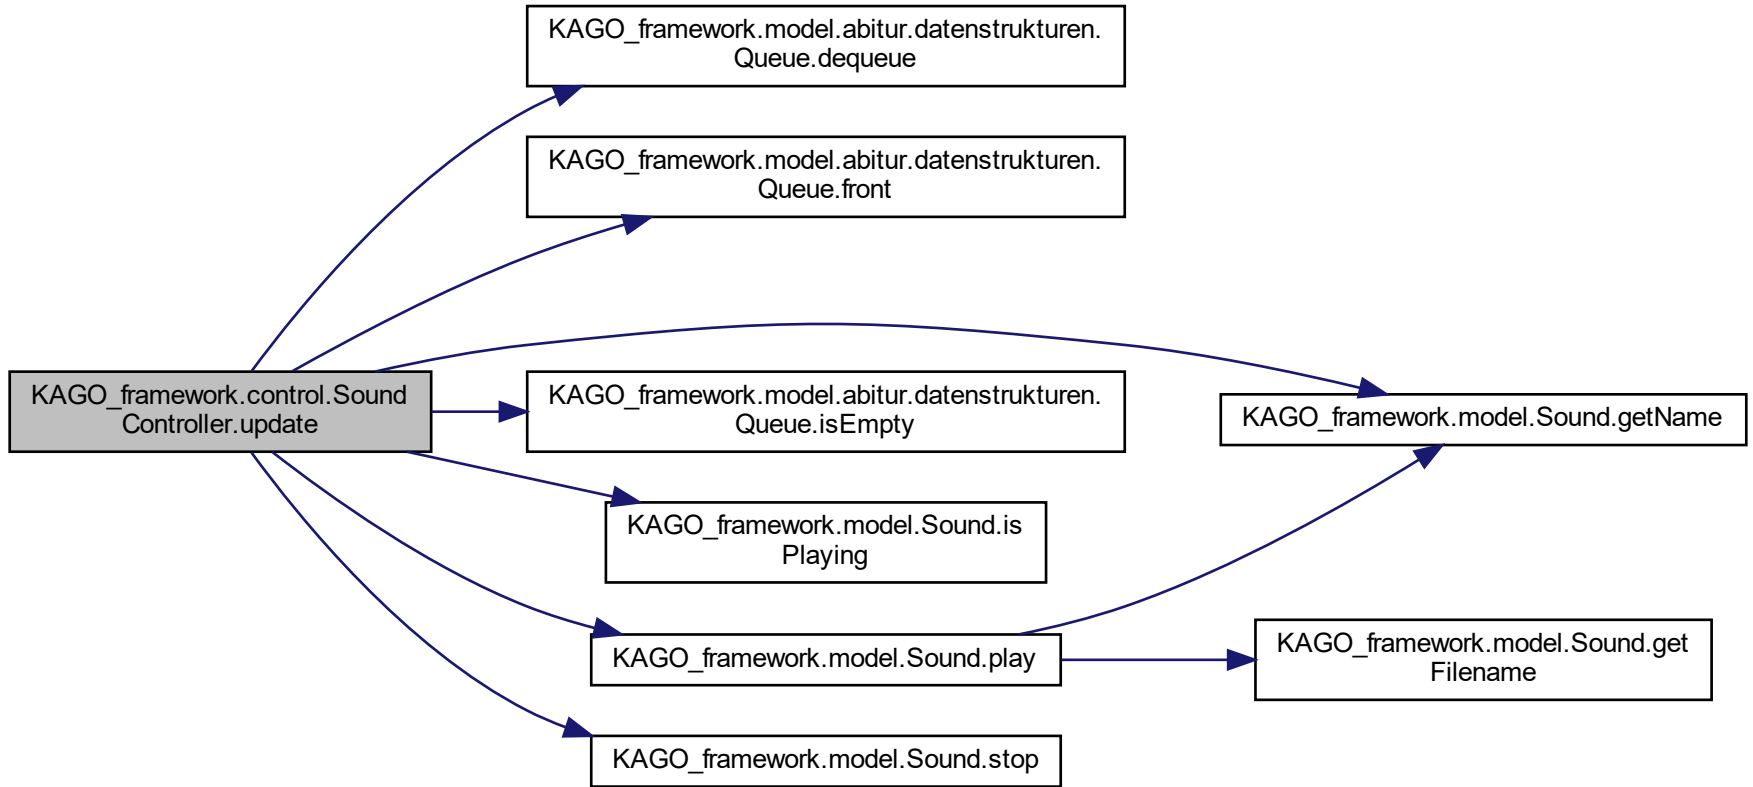 KAGO_framework.model.abitur.datenstrukturen.
Queue.dequeue
KAGO_framework.model.abitur.datenstrukturen.
Queue.front
KAGO_framework.control.Sound
Controller.update
KAGO_framework.model.abitur.datenstrukturen.
Queue.isEmpty
KAGO_framework.model.Sound.getName
KAGO_framework.model.Sound.is
Playing
KAGO_framework.model.Sound.play
KAGO_framework.model.Sound.get
Filename
KAGO_framework.model.Sound.stop